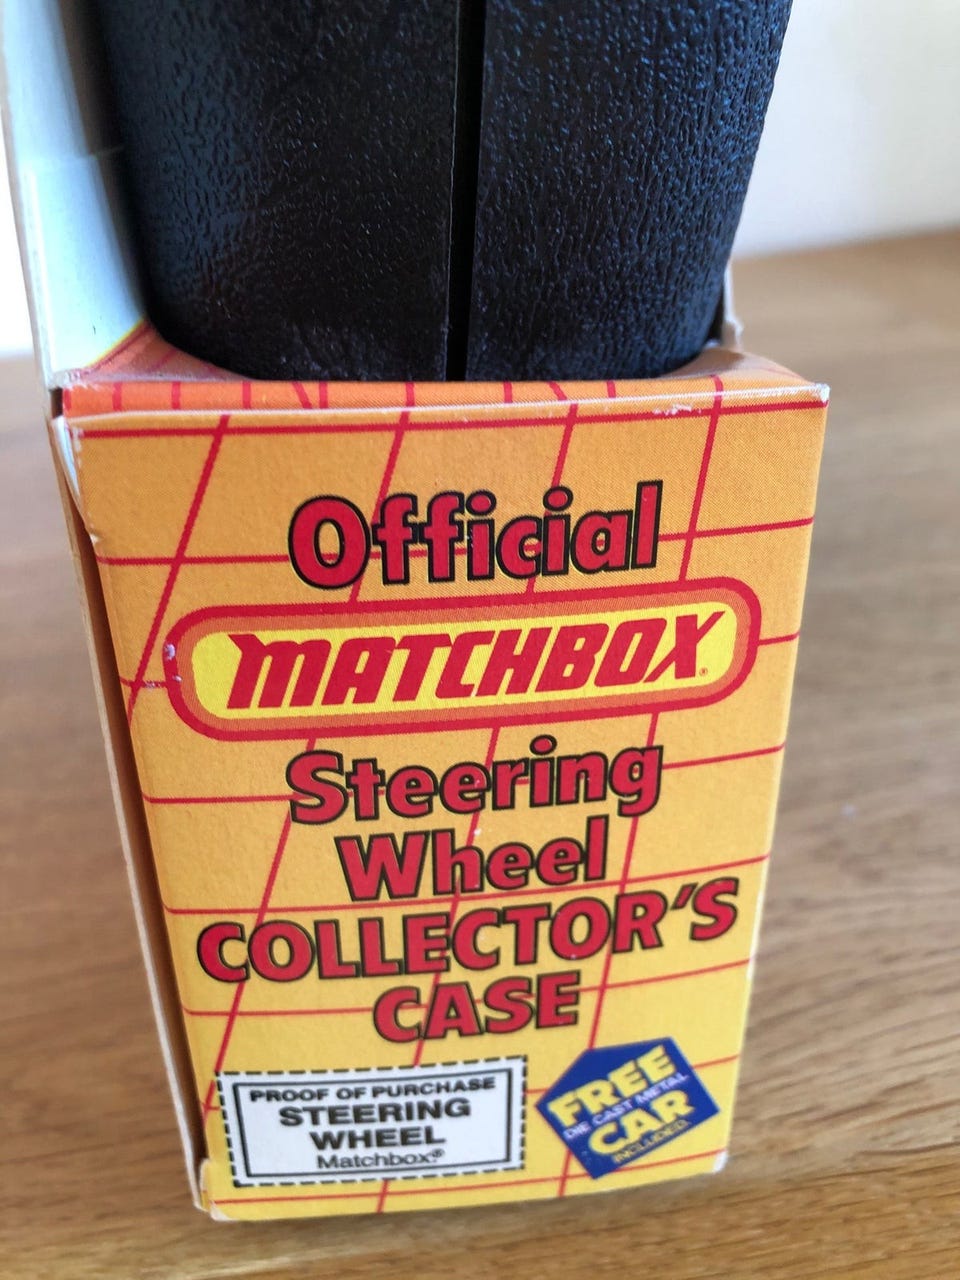 Official
MATCHBOX®
Steering
Wheel
COLLECTOR'S
CASE
PROOF OF PURCHASE
STEERING
WHEEL
Matchbox®
FREE
DIE CAST METAL
CAR
INCLUDED